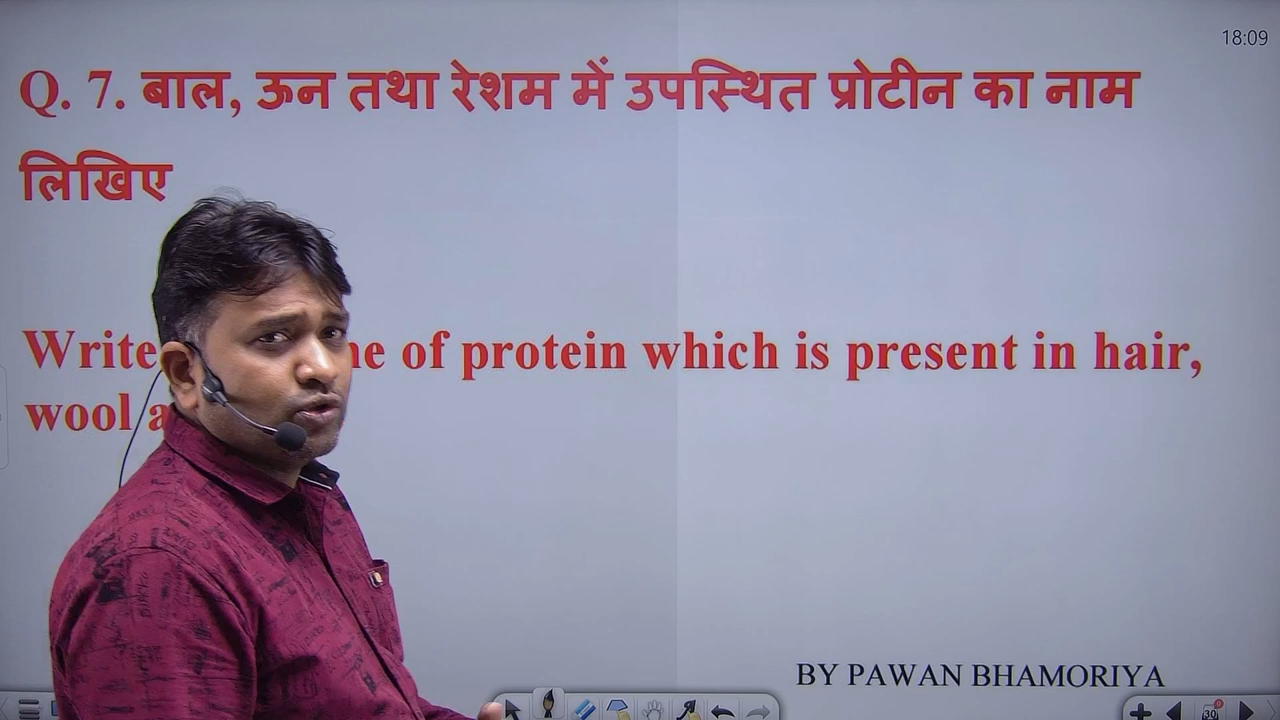 18:09
Q. 7. बाल, ऊन तथा रेशम में उपस्थित प्रोटीन का नाम
लिखिए
Write of protein which is present in hair,
wool
BY PAWAN BHAMORIYA
30